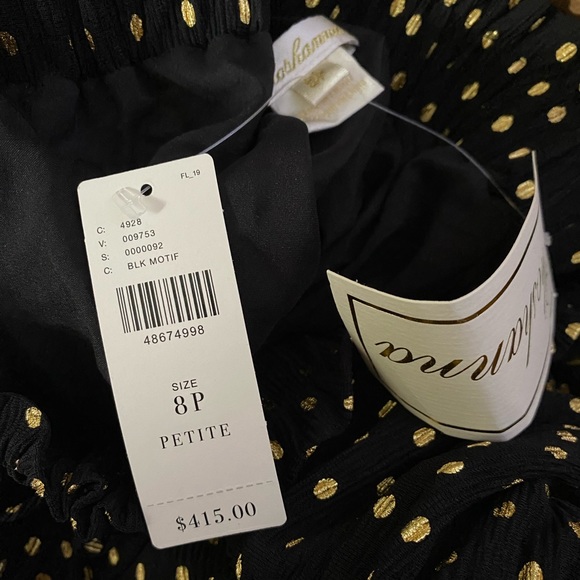 FL_19
C: 4928
V: 009753
S: 0000092
C: BLK MOTIF
48674998
SIZE
8P
PETITE
$415.00